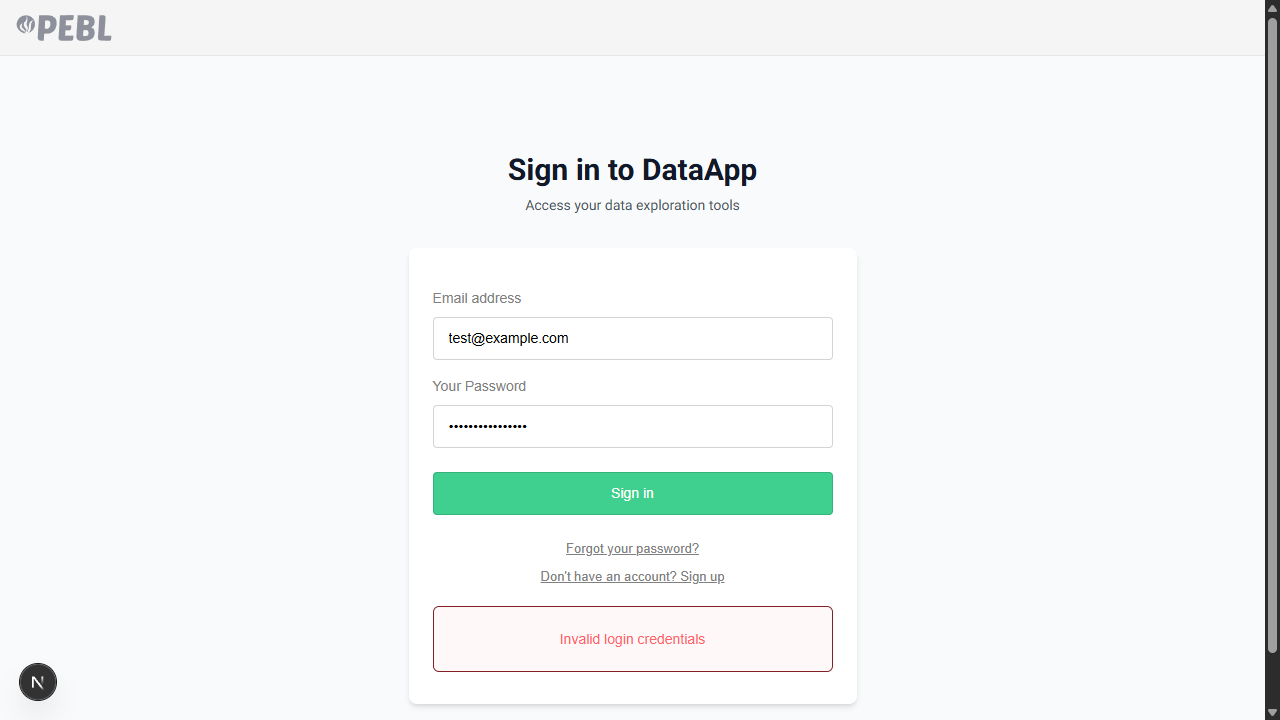 PEBL
Sign in to DataApp
Access your data exploration tools
Email address
test@example.com
Your Password
••••••••••••••••
Sign in
Forgot your password?
Don't have an account? Sign up
Invalid login credentials
N